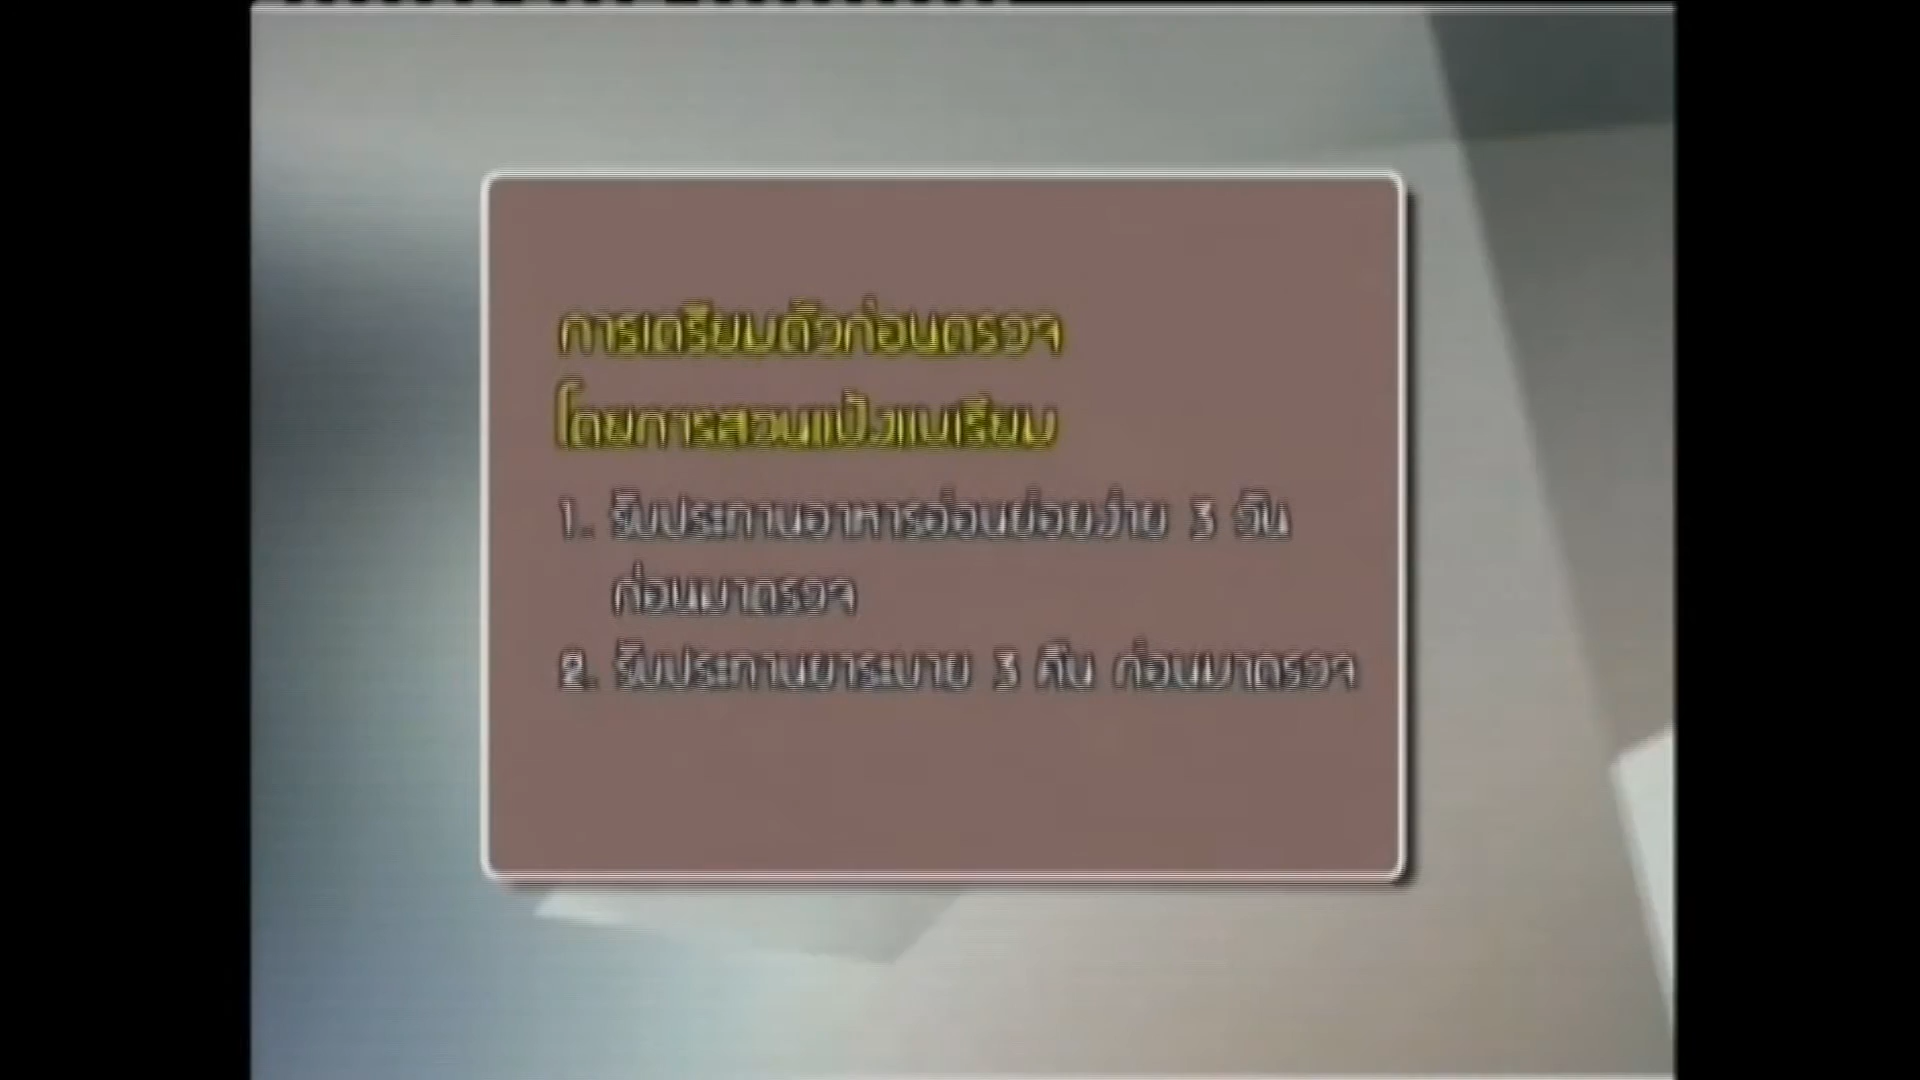 การเตรียมตัวก่อนตรวจ
โดยการสวนแป้งแบเรียม
1. รับประทานอาหารอ่อนย่อยง่าย 3 วัน
ก่อนมาตรวจ
2. รับประทานยาระบาย 3 คืน ก่อนมาตรวจ